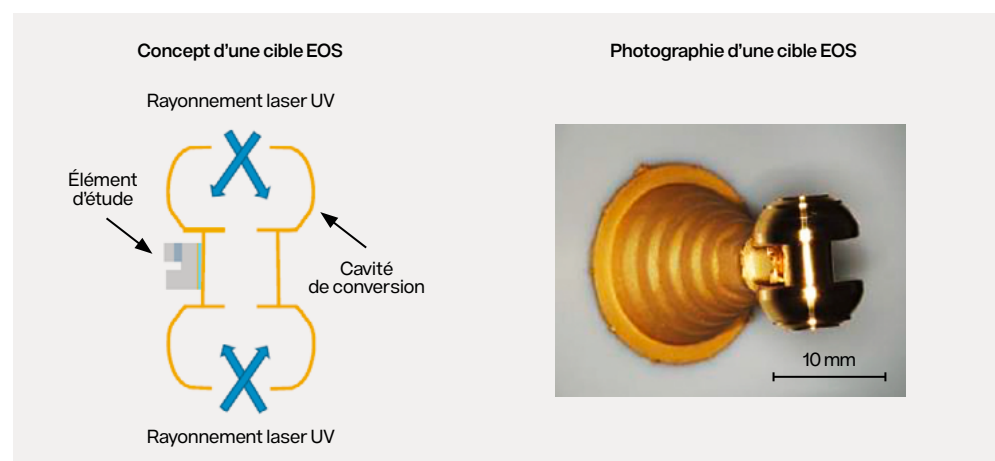 Concept d’une cible EOS
Rayonnement laser UV
Élément
d’étude
Cavité
de conversion
Rayonnement laser UV
Photographie d’une cible EOS
10 mm